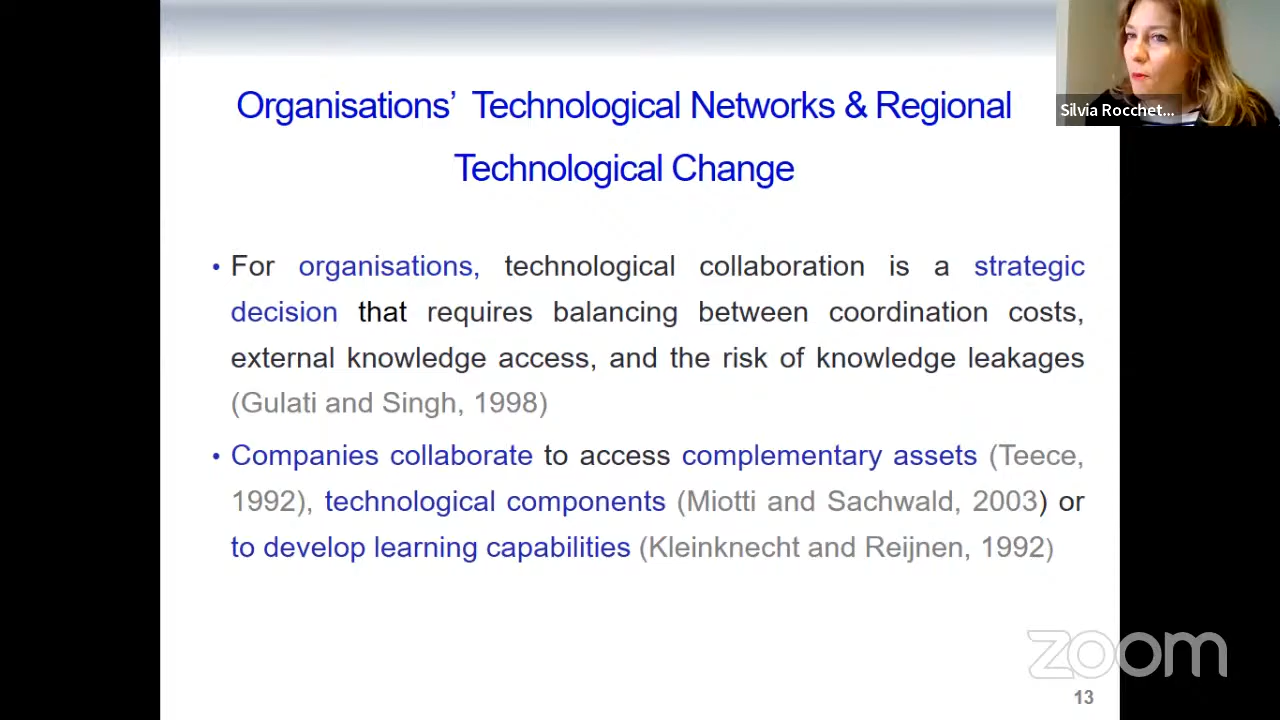 Organisations’ Technological Networks & Regional
Technological Change
Silvia Rocchet...
• For organisations, technological collaboration is a strategic
decision that requires balancing between coordination costs,
external knowledge access, and the risk of knowledge leakages
(Gulati and Singh, 1998)
• Companies collaborate to access complementary assets (Teece,
1992), technological components (Miotti and Sachwald, 2003) or
to develop learning capabilities (Kleinknecht and Reijnen, 1992)
zoom
13